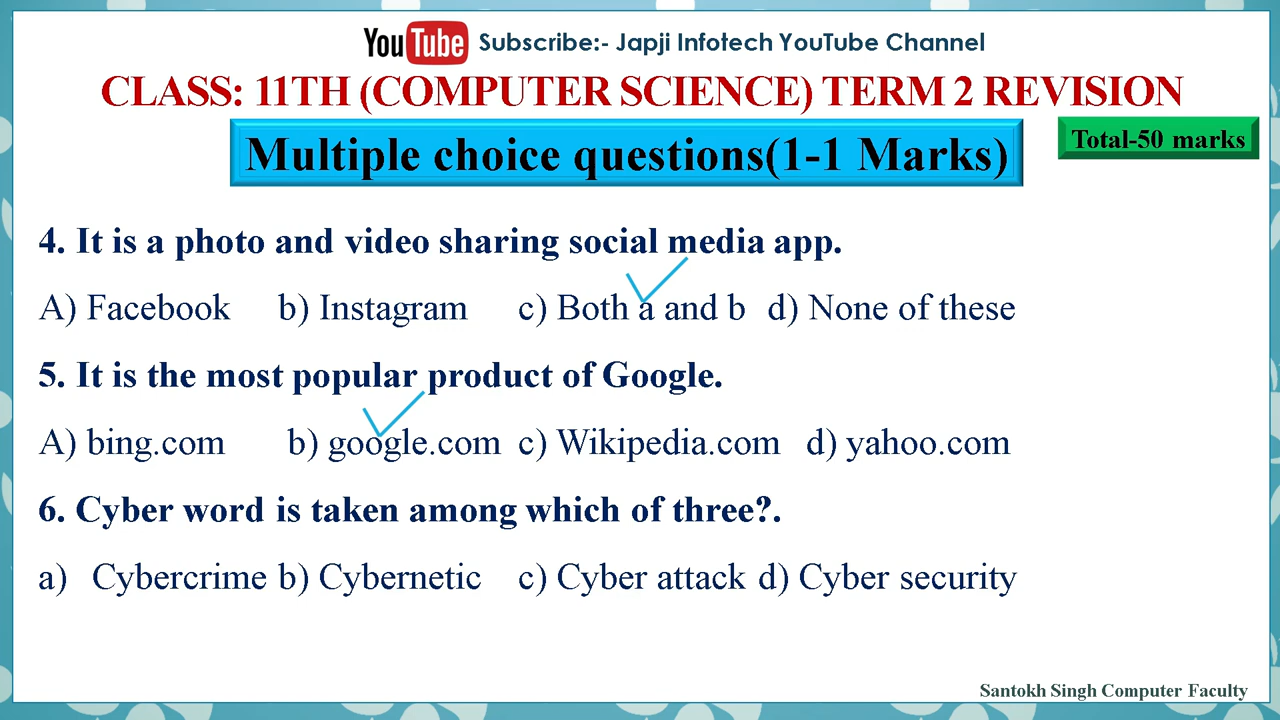 YouTube Subscribe:- Japji Infotech YouTube Channel
CLASS: 11TH (COMPUTER SCIENCE) TERM 2 REVISION
Multiple choice questions(1-1 Marks)
Total-50 marks
4. It is a photo and video sharing social media app.
A) Facebook b) Instagram c) Both a and b d) None of these
5. It is the most popular product of Google.
A) bing.com b) google.com c) Wikipedia.com d) yahoo.com
6. Cyber word is taken among which of three?.
a) Cybercrime b) Cybernetic c) Cyber attack d) Cyber security
Santokh Singh Computer Faculty